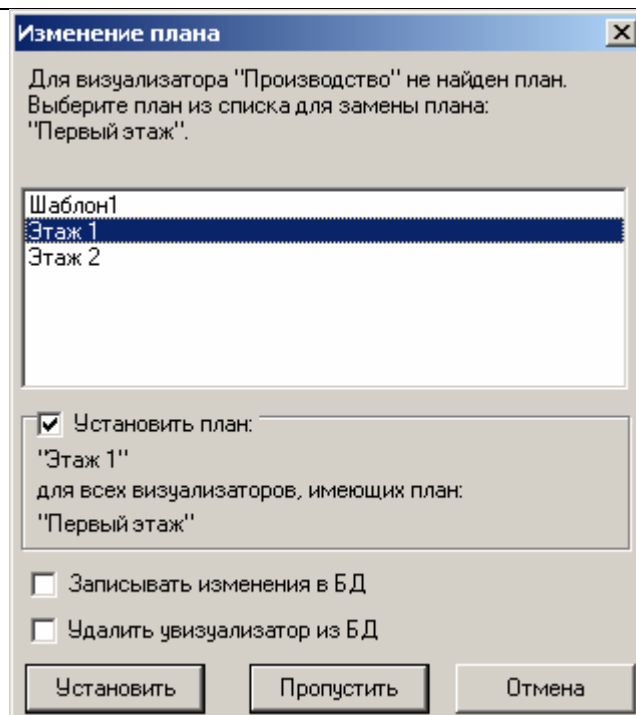 Изменение плана
Для визуализатора "Производство" не найден план.
Выберите план из списка для замены плана:
"Первый этаж".
Шаблон1
Этаж 1
Этаж 2
Установить план:
"Этаж 1"
для всех визуализаторов, имеющих план:
"Первый этаж"
Записывать изменения в БД
Удалить увизуализатор из БД
Установить Пропустить Отмена